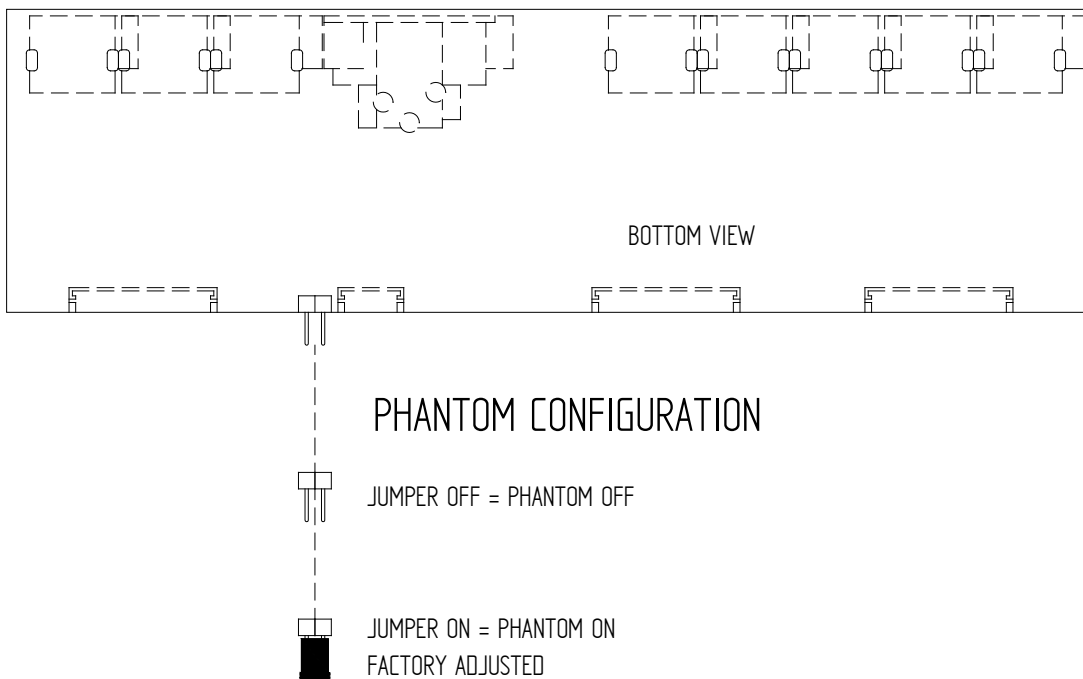 BOTTOM VIEW
PHANTOM CONFIGURATION
JUMPER OFF = PHANTOM OFF
JUMPER ON = PHANTOM ON
FACTORY ADJUSTED